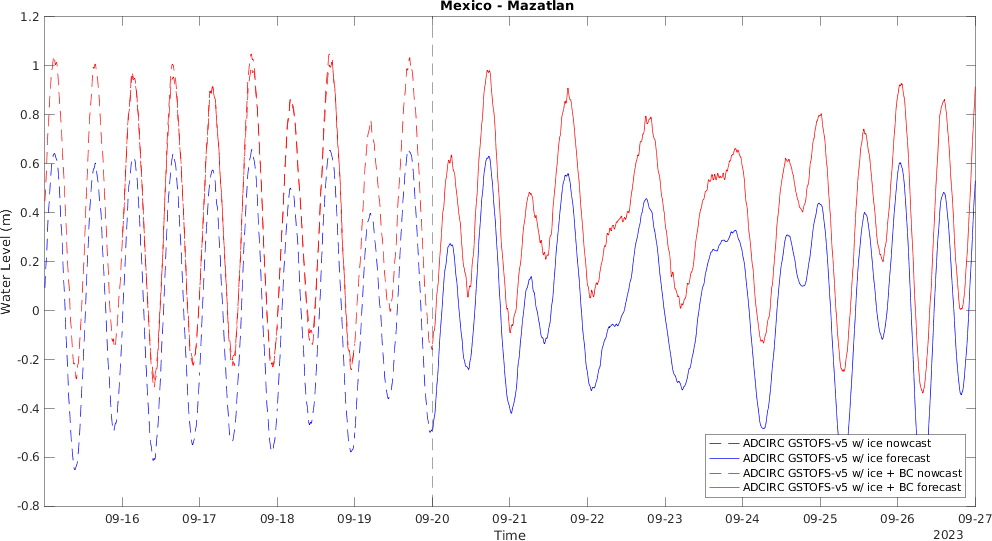 Mexico - Mazatlan
1.2
1
0.8
0.6
0.4
0.2
0
-0.2
-0.4
-0.6
-0.8
Water Level (m)
ADCIRC GSTOFS-v5 w/ ice nowcast
ADCIRC GSTOFS-v5 w/ ice forecast
ADCIRC GSTOFS-v5 w/ ice + BC nowcast
ADCIRC GSTOFS-v5 w/ ice + BC forecast
09-16 09-17 09-18 09-19 09-20 09-21 09-22 09-23 09-24 09-25 09-26 09-27
Time
2023